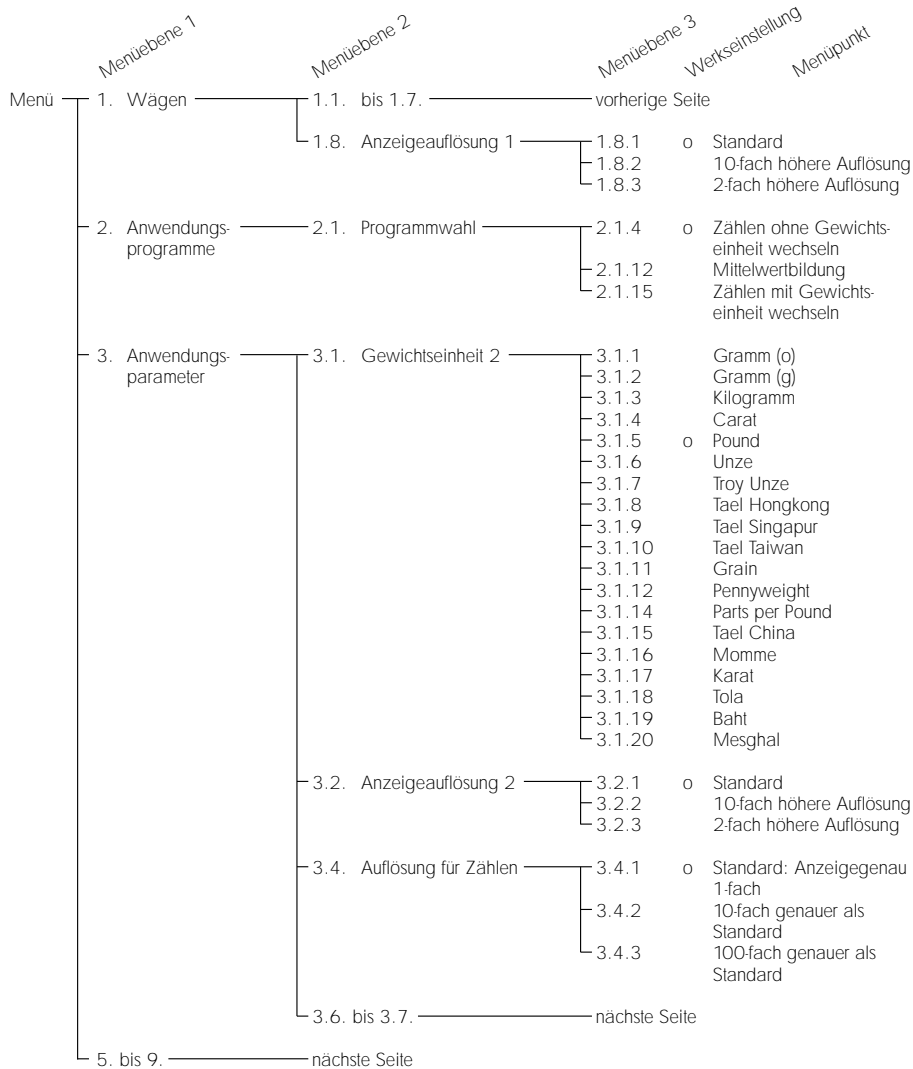 Menüebene 1 Menüebene 2 Menüebene 3 Werkseinstellung Menüpunkt
Menü 1. Wägen 1.1. bis 1.7. vorherige Seite
1.8. Anzeigeauflösung 1 1.8.1 o Standard
1.8.2 10-fach höhere Auflösung
1.8.3 2-fach höhere Auflösung
2. Anwendungs- 2.1. Programmwahl 2.1.4 o Zählen ohne Gewichts-
programme einheit wechseln
2.1.12 Mittelwertbildung
2.1.15 Zählen mit Gewichts-
einheit wechseln
3. Anwendungs- 3.1. Gewichtseinheit 2 3.1.1 Gramm (o)
parameter 3.1.2 Gramm (g)
3.1.3 Kilogramm
3.1.4 Carat
3.1.5 o Pound
3.1.6 Unze
3.1.7 Troy Unze
3.1.8 Tael Hongkong
3.1.9 Tael Singapur
3.1.10 Tael Taiwan
3.1.11 Grain
3.1.12 Pennyweight
3.1.14 Parts per Pound
3.1.15 Tael China
3.1.16 Momme
3.1.17 Karat
3.1.18 Tola
3.1.19 Baht
3.1.20 Mesghal
3.2. Anzeigeauflösung 2 3.2.1 o Standard
3.2.2 10-fach höhere Auflösung
3.2.3 2-fach höhere Auflösung
3.4. Auflösung für Zählen 3.4.1 o Standard: Anzeigegenau
1-fach
3.4.2 10-fach genauer als
Standard
3.4.3 100-fach genauer als
Standard
3.6. bis 3.7. nächste Seite
5. bis 9. nächste Seite